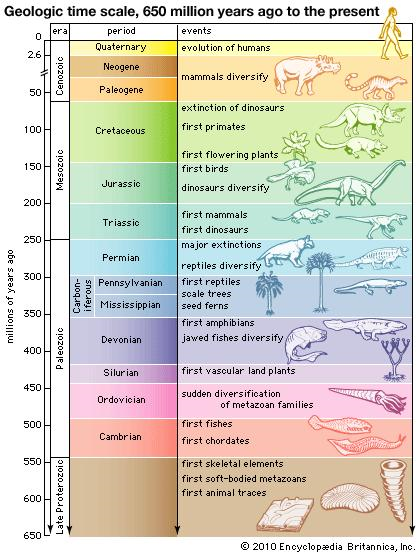 Geologic time scale, 650 million years ago to the present
era period events
0
Quaternary evolution of humans
2.6
Cenozoic
Neogene
mammals diversify
Paleogene
50
extinction of dinosaurs
Cretaceous first primates
100
first flowering plants
150
Mesozoic
first birds
Jurassic dinosaurs diversify
200
first mammals
Triassic
first dinosaurs
250
major extinctions
Permian
reptiles diversify
millions of years ago
300
Carbon-
iferous
Pennsylvanian first reptiles
scale trees
Mississippian seed ferns
350
Paleozoic
first amphibians
Devonian jawed fishes diversify
400
Silurian first vascular land plants
450
Ordovician sudden diversification
of metazoan families
500
first fishes
Cambrian
first chordates
550
Late Proterozoic
first skeletal elements
first soft-bodied metazoans
600
first animal traces
650
© 2010 Encyclopædia Britannica, Inc.